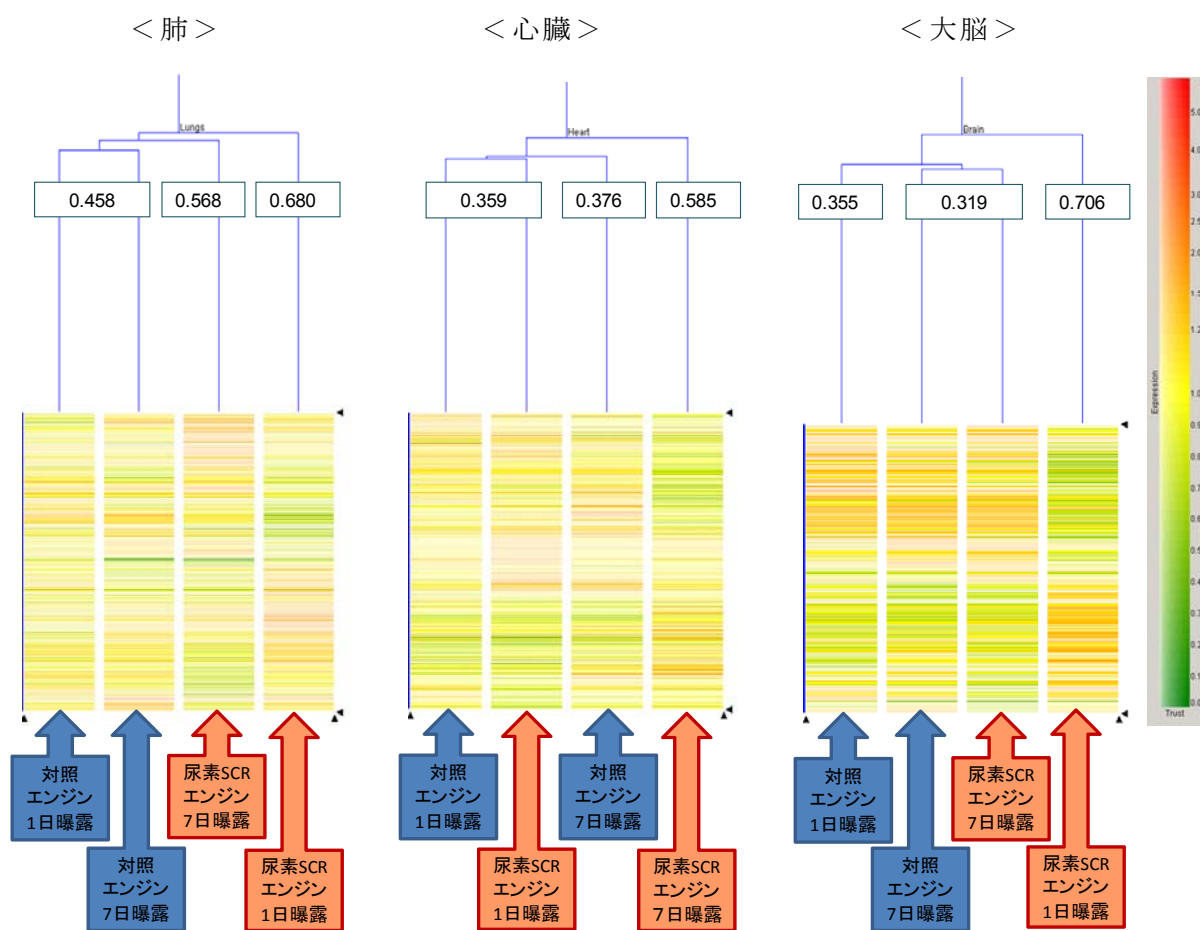 ＜肺＞
＜心臓＞
＜大脳＞
Lungs
0.458
0.568
0.680
Heart
0.359
0.376
0.585
Brain
0.355
0.319
0.706
対照
エンジン
1日曝露
対照
エンジン
7日曝露
尿素SCR
エンジン
7日曝露
尿素SCR
エンジン
1日曝露
対照
エンジン
1日曝露
尿素SCR
エンジン
1日曝露
対照
エンジン
7日曝露
尿素SCR
エンジン
7日曝露
対照
エンジン
1日曝露
対照
エンジン
7日曝露
尿素SCR
エンジン
7日曝露
尿素SCR
エンジン
1日曝露
Expression
Trust